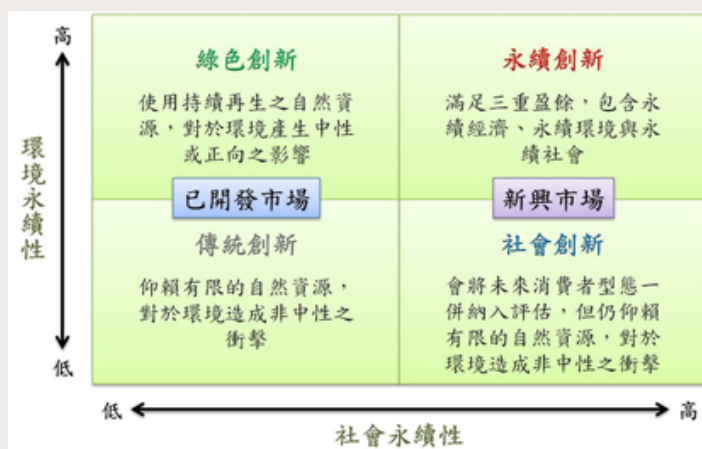 高
綠色創新
使用持續再生之自然資
源，對於環境產生中性
或正向之影響
永續創新
滿足三重盈餘，包含永
續經濟、永續環境與永
續社會
環境永續性
已開發市場
新興市場
傳統創新
仰賴有限的自然資源，
對於環境造成非中性之
衝擊
社會創新
會將未來消費者型態一
併納入評估，但仍仰賴
有限的自然資源，對於
環境造成非中性之衝擊
低
低
高
社會永續性